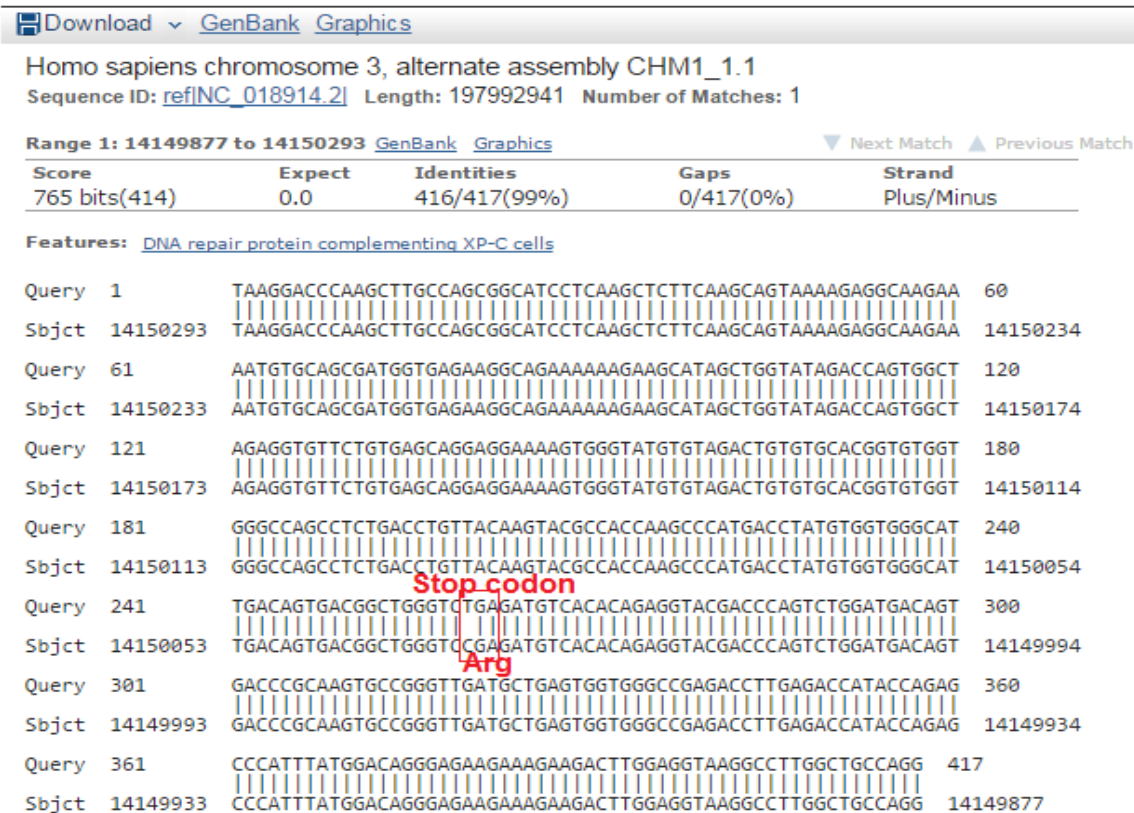 Download GenBank Graphics
Homo sapiens chromosome 3, alternate assembly CHM1_1.1
Sequence ID: ref|NC_018914.2| Length: 197992941 Number of Matches: 1
Range 1: 14149877 to 14150293 GenBank Graphics Next Match Previous Match
Score Expect Identities Gaps Strand
765 bits(414) 0.0 416/417(99%) 0/417(0%) Plus/Minus
Features: DNA repair protein complementing XP-C cells
Query 1 TAAGGACCCAAGCTTGCCAGCGGCATCCTCAAGCTCTTCAAGCAGTAAAAGAGGCAAGAA 60
Sbjct 14150293 TAAGGACCCAAGCTTGCCAGCGGCATCCTCAAGCTCTTCAAGCAGTAAAAGAGGCAAGAA 14150234
Query 61 AATGTGCAGCGATGGTGAGAAGGCAGAAAAAAGAAGCATAGCTGGTATAGACCAGTGGCT 120
Sbjct 14150233 AATGTGCAGCGATGGTGAGAAGGCAGAAAAAAGAAGCATAGCTGGTATAGACCAGTGGCT 14150174
Query 121 AGAGGTGTTCTGTGAGCAGGAGGAAAAGTGGGTATGTGTAGACTGTGTGCACGGTGTGGT 180
Sbjct 14150173 AGAGGTGTTCTGTGAGCAGGAGGAAAAGTGGGTATGTGTAGACTGTGTGCACGGTGTGGT 14150114
Query 181 GGGCCAGCCTCTGACCTGTTACAAGTACGCCACCAAGCCCATGACCTATGTGGTGGGCAT 240
Sbjct 14150113 GGGCCAGCCTCTGACCTGTTACAAGTACGCCACCAAGCCCATGACCTATGTGGTGGGCAT 14150054
Stop codon
Query 241 TGACAGTGACGGCTGGGTCTGAGATGTCACACAGAGGTACGACCCAGTCTGGATGACAGT 300
Sbjct 14150053 TGACAGTGACGGCTGGGTCCGAGATGTCACACAGAGGTACGACCCAGTCTGGATGACAGT 14149994
Arg
Query 301 GACCCGCAAGTGCCGGGTTGATGCTGAGTGGTGGGCCGAGACCTTGAGACCATACCAGAG 360
Sbjct 14149993 GACCCGCAAGTGCCGGGTTGATGCTGAGTGGTGGGCCGAGACCTTGAGACCATACCAGAG 14149934
Query 361 CCCATTTATGGACAGGGAGAAGAAAGAAGACTTGGAGGTAAGGCCTTGGCTGCCAGG 417
Sbjct 14149933 CCCATTTATGGACAGGGAGAAGAAAGAAGACTTGGAGGTAAGGCCTTGGCTGCCAGG 14149877